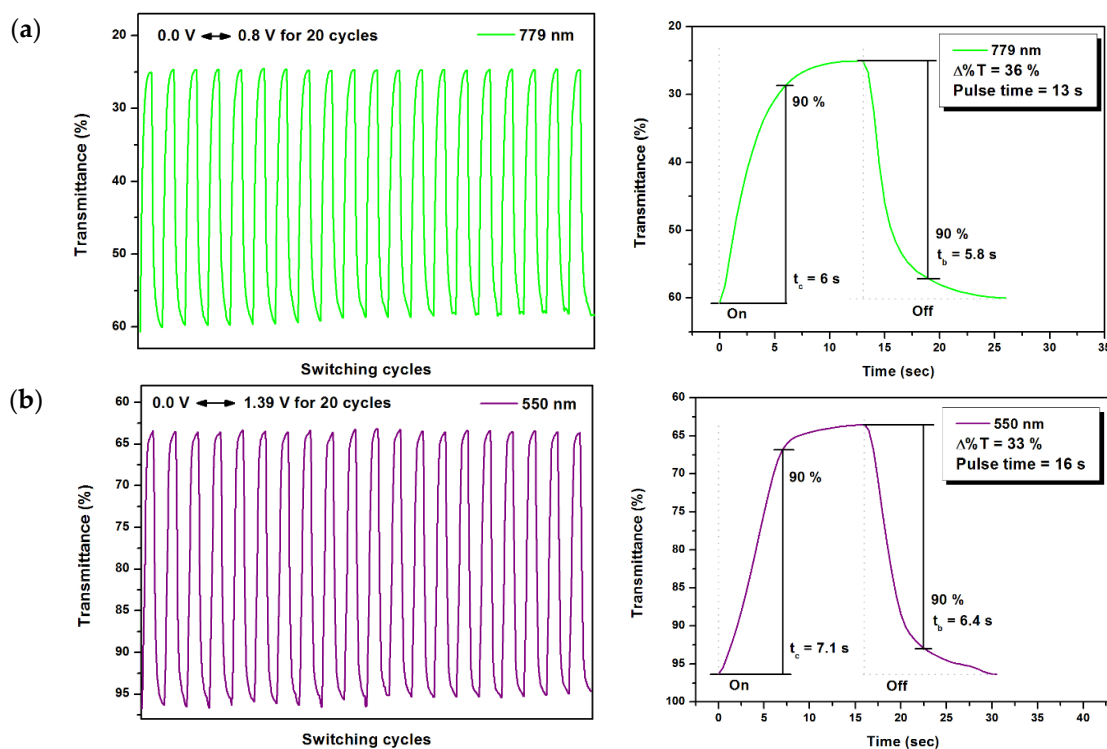 (a)
0.0 V
0.8 V for 20 cycles
779 nm
20
30
40
50
60
Transmittance (%)
Switching cycles
779 nm
Δ%T = 36 %
Pulse time = 13 s
90 %
90 %
t_b = 5.8 s
t_c = 6 s
On
Off
20
25
30
25
50
60
Transmittance (%)
0
5
10
15
20
25
30
35
Time (sec)
(b)
0.0 V
1.39 V for 20 cycles
550 nm
60
65
70
75
80
85
90
95
Transmittance (%)
Switching cycles
550 nm
Δ%T = 33 %
Pulse time = 16 s
90 %
90 %
t_b = 6.4 s
t_c = 7.1 s
On
Off
60
65
70
75
80
85
90
95
100
Transmittance (%)
0
5
10
15
20
25
30
35
40
Time (sec)